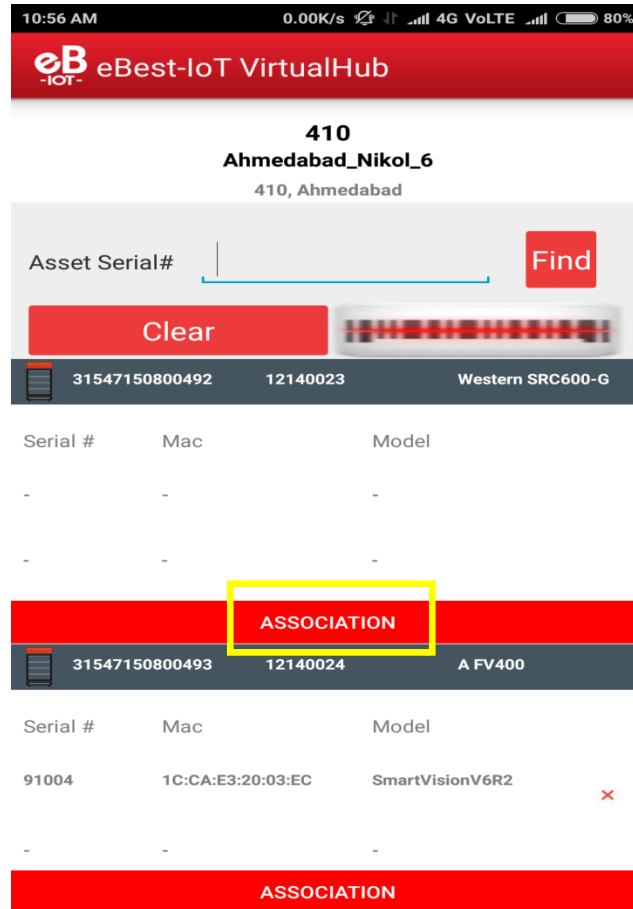 10:56 AM 0.00K/s 4G VoLTE 80%
eB -IOT- eBest-IoT VirtualHub
410
Ahmedabad_Nikol_6
410, Ahmedabad
Asset Serial# Find
Clear
31547150800492 12140023 Western SRC600-G
Serial # Mac Model
- - -
- - -
ASSOCIATION
31547150800493 12140024 A FV400
Serial # Mac Model
91004 1C:CA:E3:20:03:EC SmartVisionV6R2 ×
- - -
ASSOCIATION